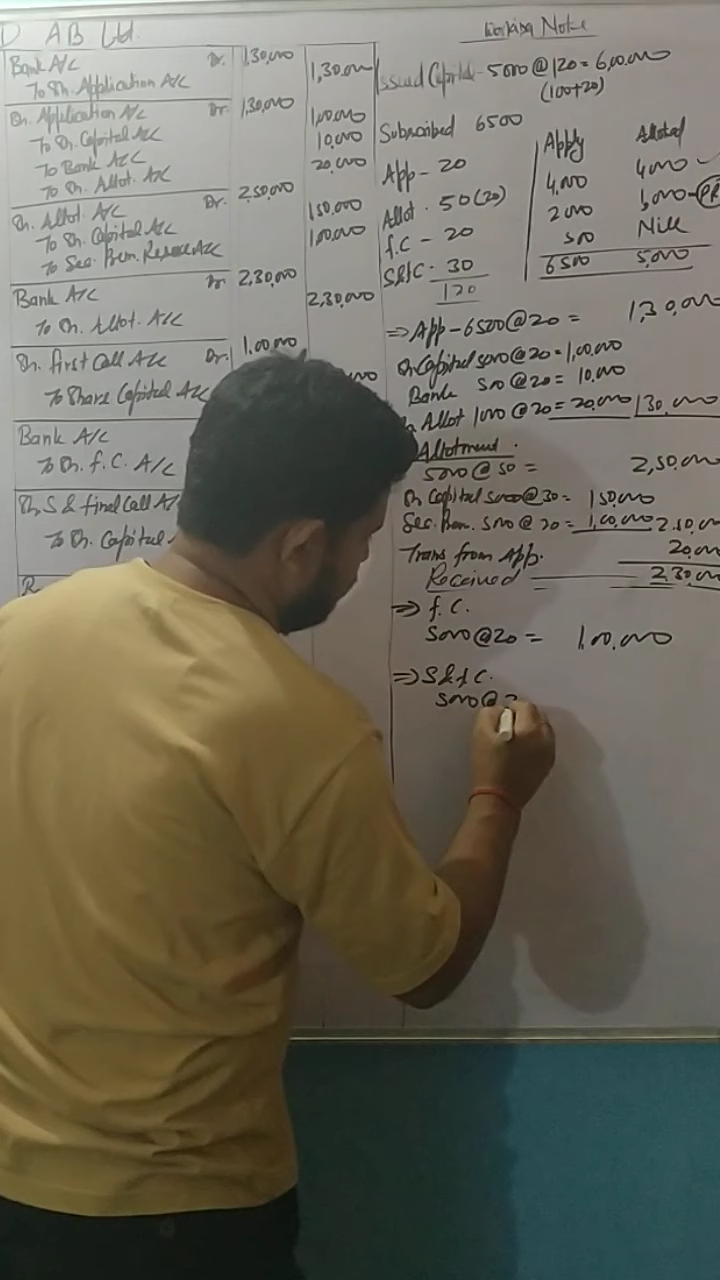 AB Ltd.
Bank A/c Dr. 1,30,000
To Sh. Application A/c 1,30,000
Sh. Application A/c Dr. 1,30,000
To Sh. Capital A/c 1,00,000
To Bank A/c 10,000
To Sh. Allot. A/c 20,000
Sh. Allot. A/c Dr. 2,50,000
To Sh. Capital A/c 150,000
To Sec. Prem. Reserve A/c 1,00,000
Bank A/c Dr 2,30,000
To Sh. Allot. A/c 2,30,000
Sh. first Call A/c Dr. 1,00,000
To Share Capital A/c
Bank A/c
To Sh. f.C. A/c
Sh. S & final Call A/c
To Sh. Capital
Working Note
Issued Capital - 5000 @ 120 = 6,00,000
(100+20)
Subscribed 6500
App - 20
Allot. 50 (20)
f.C - 20
S&fC - 30
120
Apply Alloted
4,000 4,000
2000 1,000 - PR
500 Nill
6500 5,000
⇒ App - 6500 @ 20 = 1,30,000
Sh Capital 5000 @ 20 = 1,00,000
Bank 500 @ 20 = 10,000
Allot 1000 @ 20 = 20,000 130,000
Allotment.
5000 @ 50 = 2,50,000
Sh Capital 5000 @ 30 = 150,000
Sec. Prem. 5000 @ 20 = 1,00,000 2,50,000
Trans from App. 20,000
Received 2,30,000
⇒ f.C.
5000 @ 20 = 1,00,000
⇒ S&fC.
5000 @